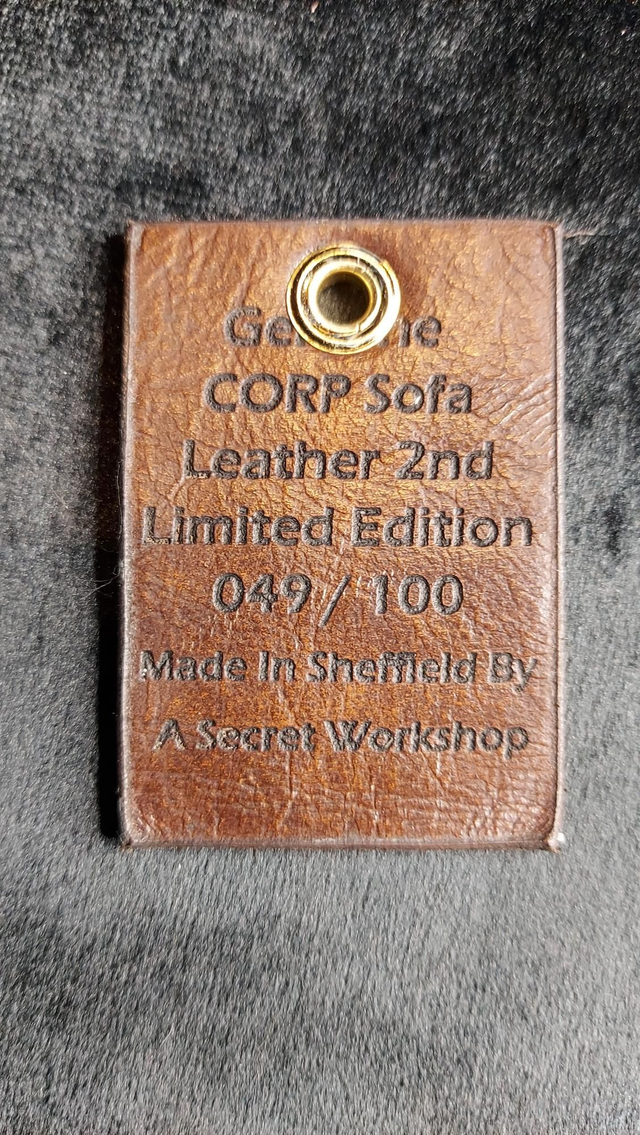 CORP Sofa
Leather 2nd
Limited Edition
049 / 100
Made In Sheffield By
A Secret Workshop